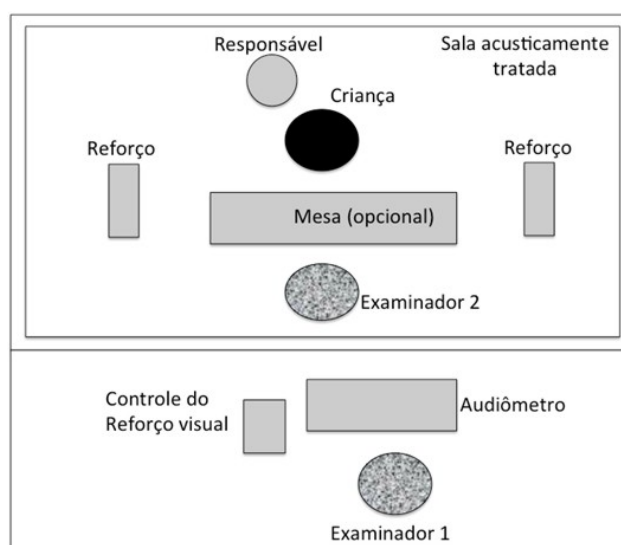 Responsável
Sala acusticamente
tratada
Criança
Reforço
Reforço
Mesa (opcional)
Examinador 2
Controle do
Reforço visual
Audiômetro
Examinador 1